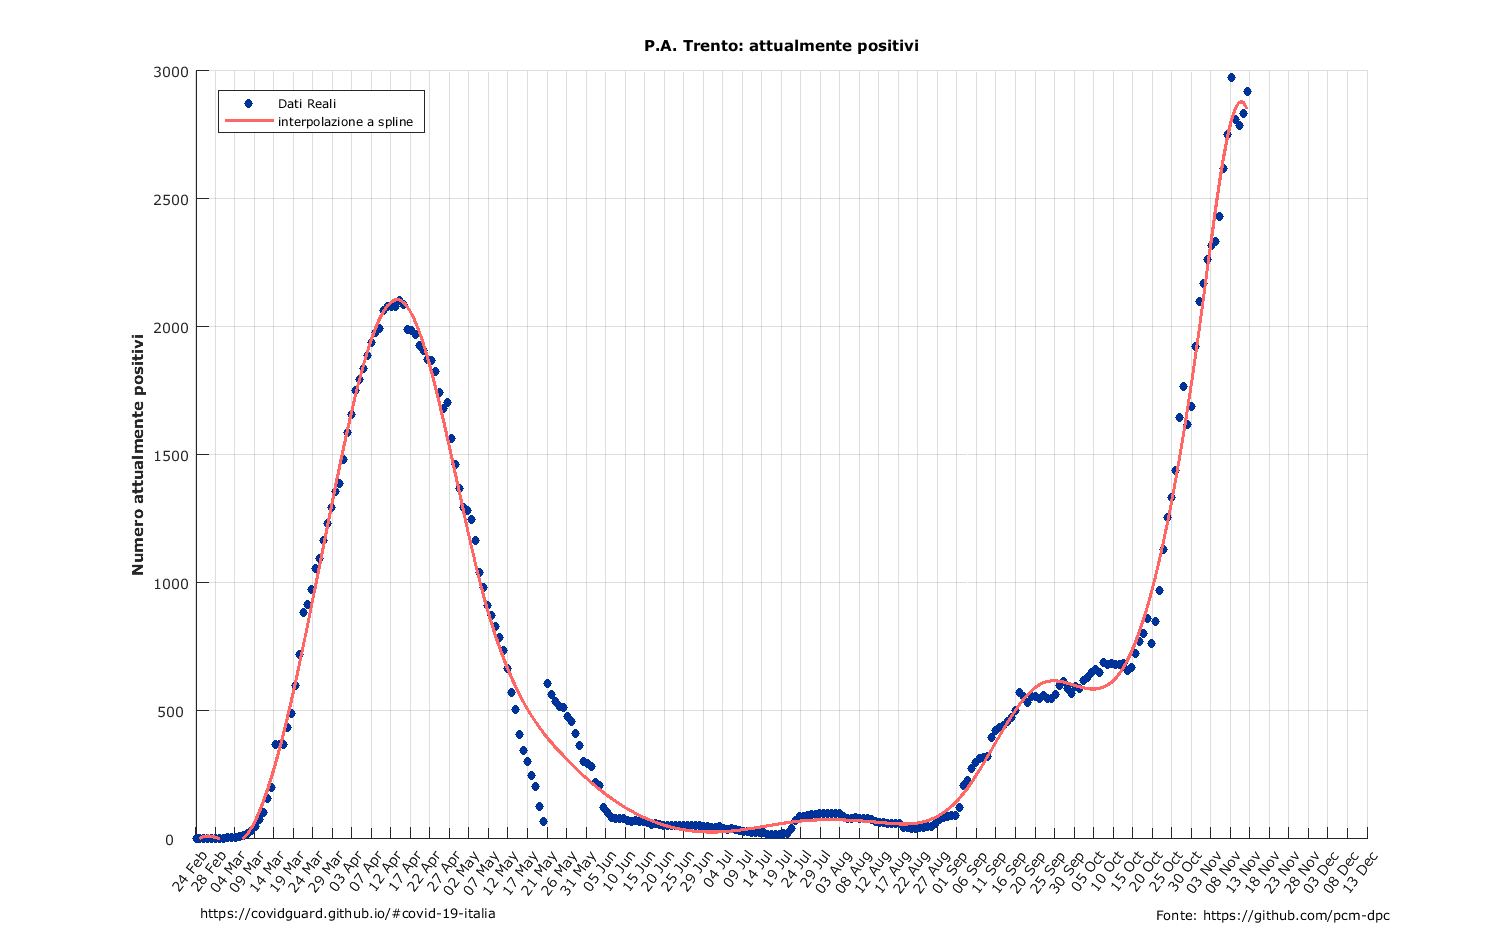 P.A. Trento: attualmente positivi
3000
2500
2000
1500
1000
500
0
Numero attualmente positivi
Dati Reali
interpolazione a spline
24 Feb
28 Feb
04 Mar
09 Mar
14 Mar
19 Mar
24 Mar
29 Mar
03 Apr
07 Apr
12 Apr
17 Apr
22 Apr
27 Apr
02 May
07 May
12 May
17 May
21 May
26 May
31 May
05 Jun
10 Jun
15 Jun
20 Jun
25 Jun
29 Jun
04 Jul
09 Jul
14 Jul
19 Jul
24 Jul
29 Jul
03 Aug
08 Aug
12 Aug
17 Aug
22 Aug
27 Aug
01 Sep
06 Sep
11 Sep
16 Sep
20 Sep
25 Sep
30 Sep
05 Oct
10 Oct
15 Oct
20 Oct
25 Oct
30 Oct
03 Nov
08 Nov
13 Nov
18 Nov
23 Nov
28 Nov
03 Dec
08 Dec
13 Dec
https://covidguard.github.io/#covid-19-italia
Fonte: https://github.com/pcm-dpc